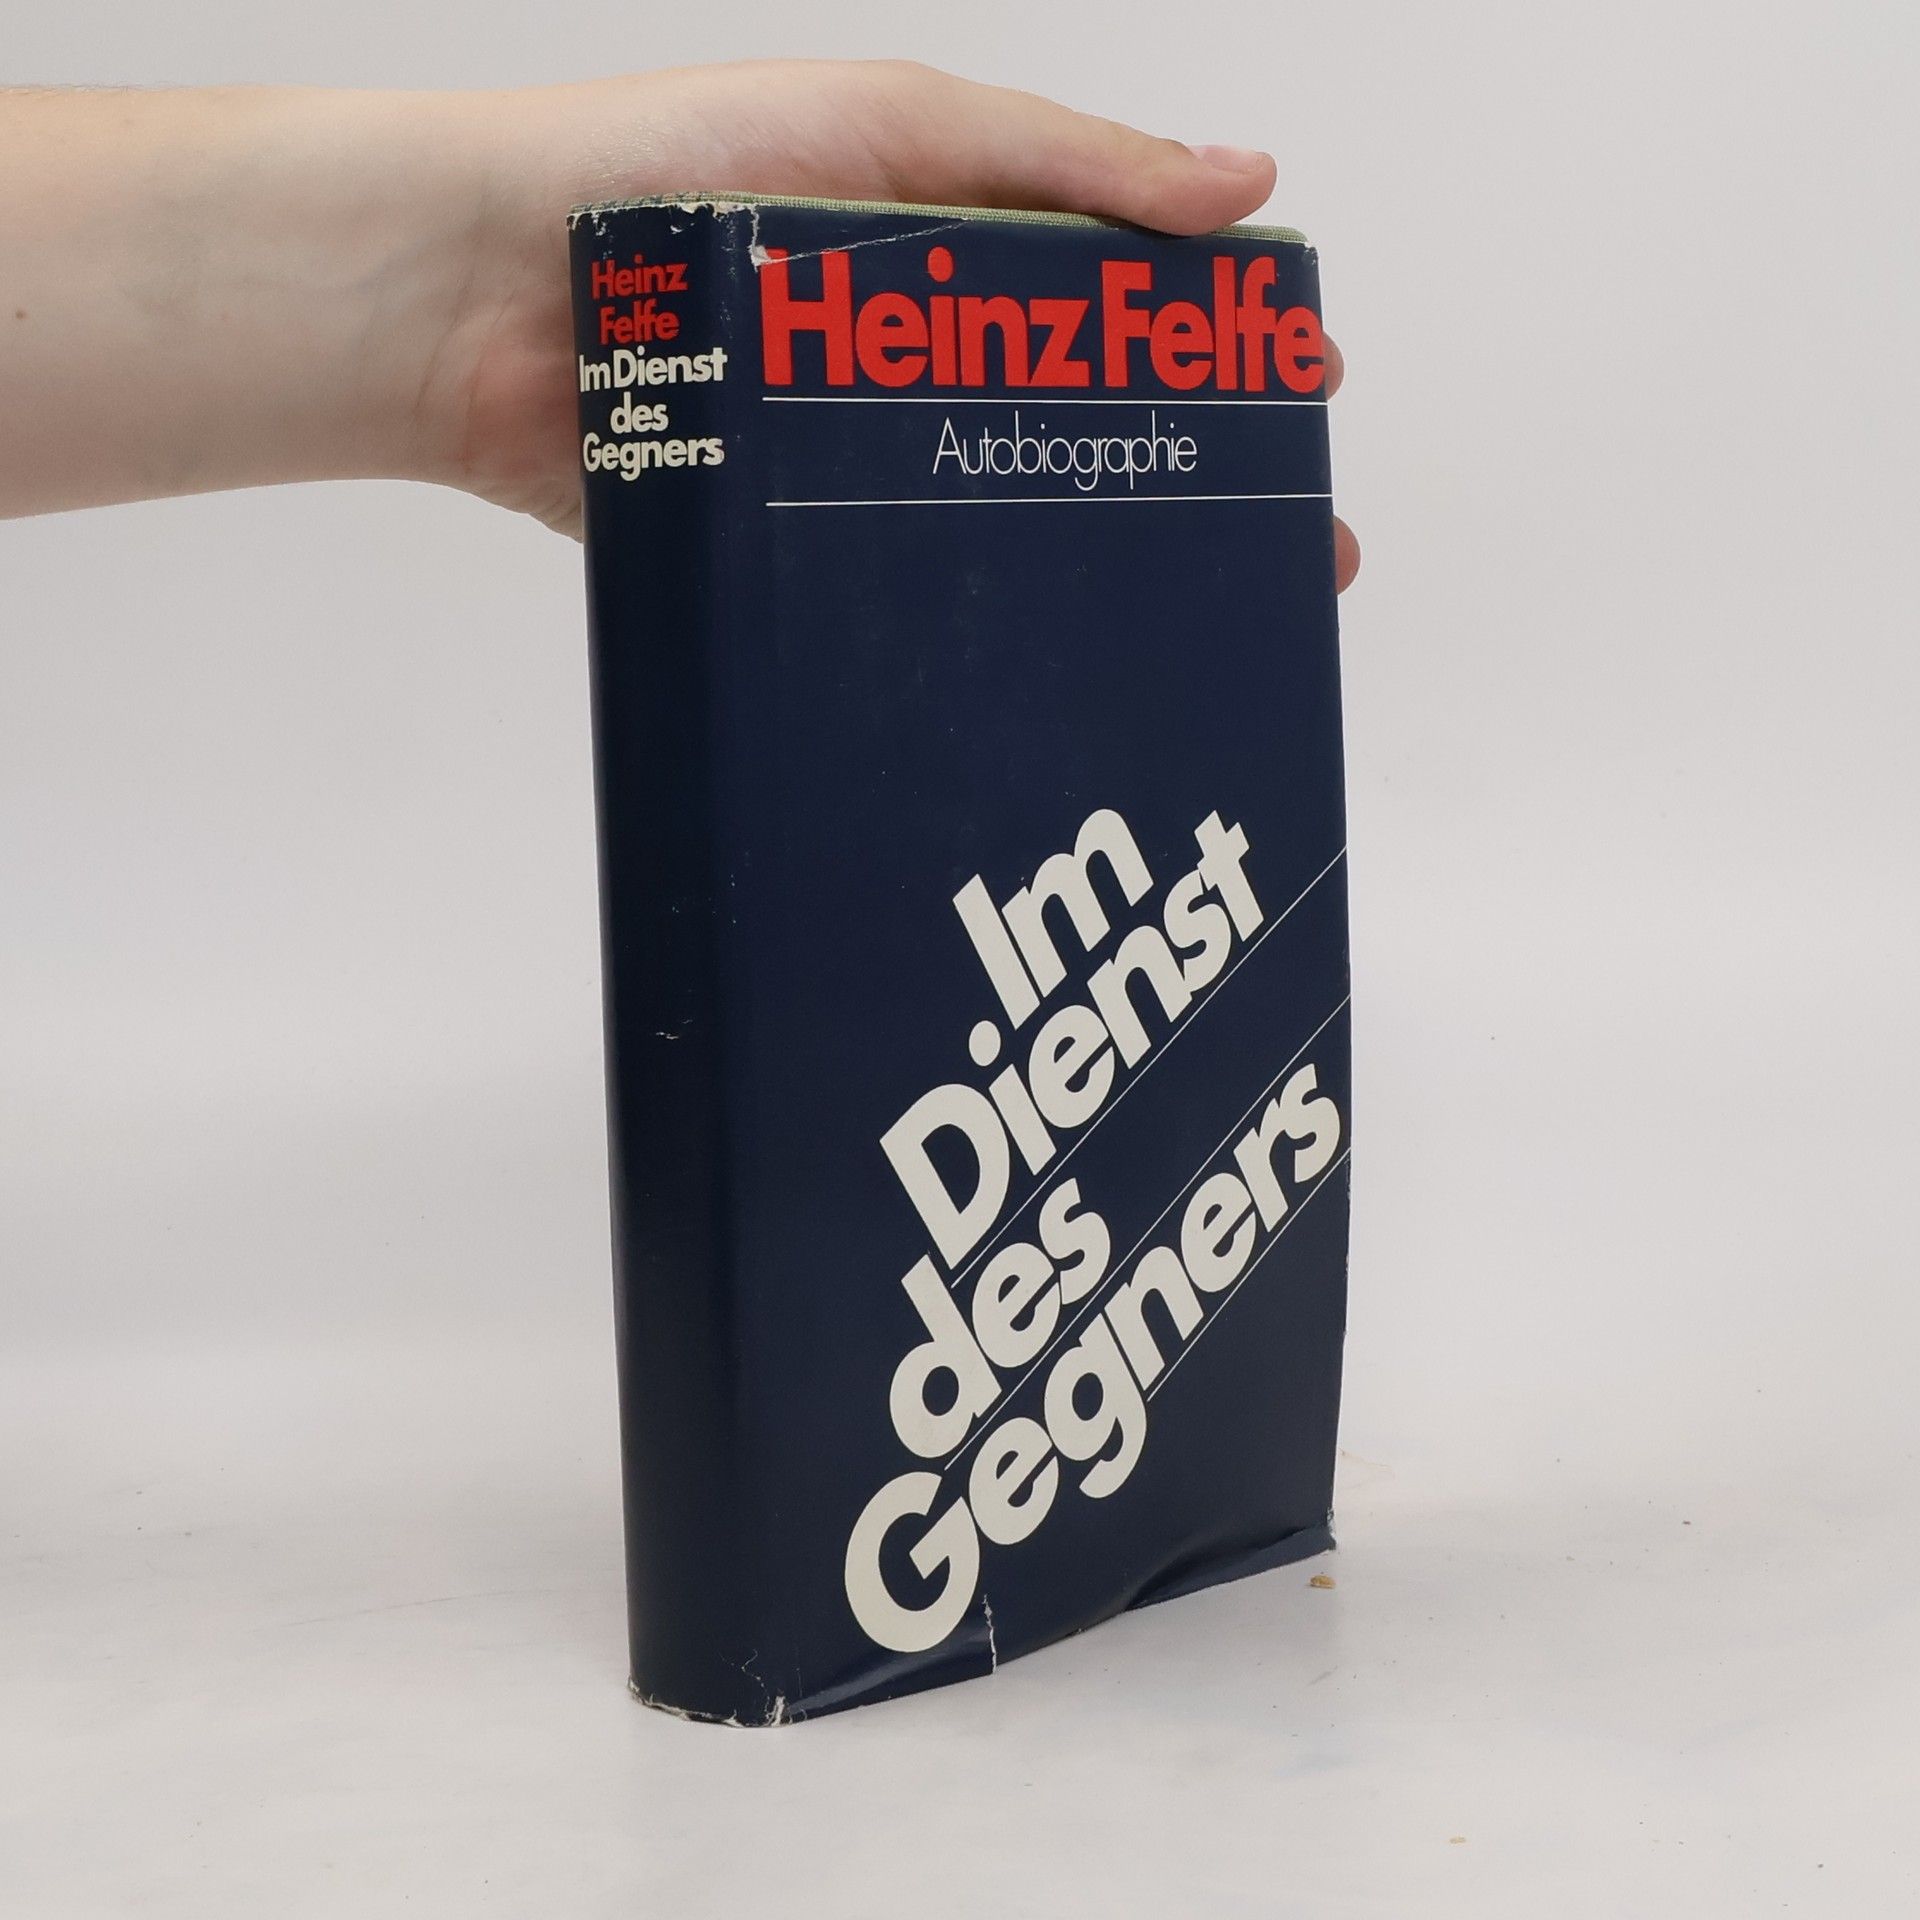 Heinz
Felfe
Im Dienst
des
Gegners
Heinz Felfe
Autobiographie
Im
Dienst
des
Gegners